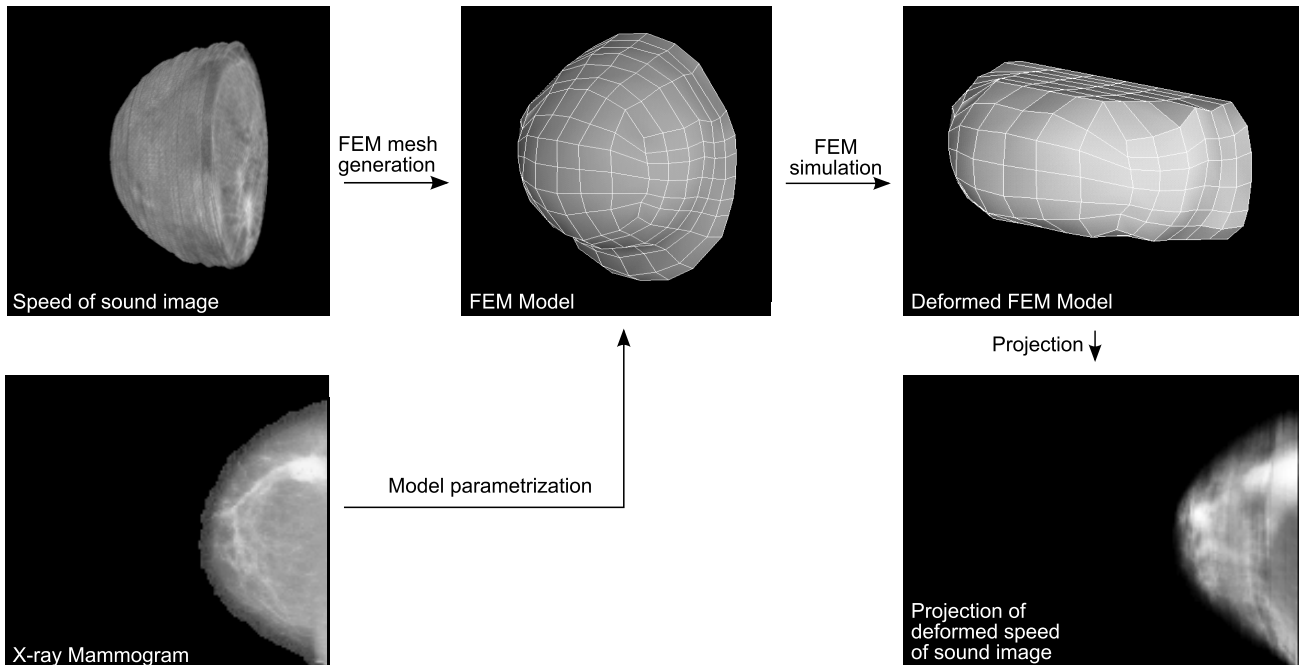 FEM mesh
generation
FEM
simulation
Speed of sound image
FEM Model
Deformed FEM Model
Projection
Model parametrization
X-ray Mammogram
Projection of
deformed speed
of sound image